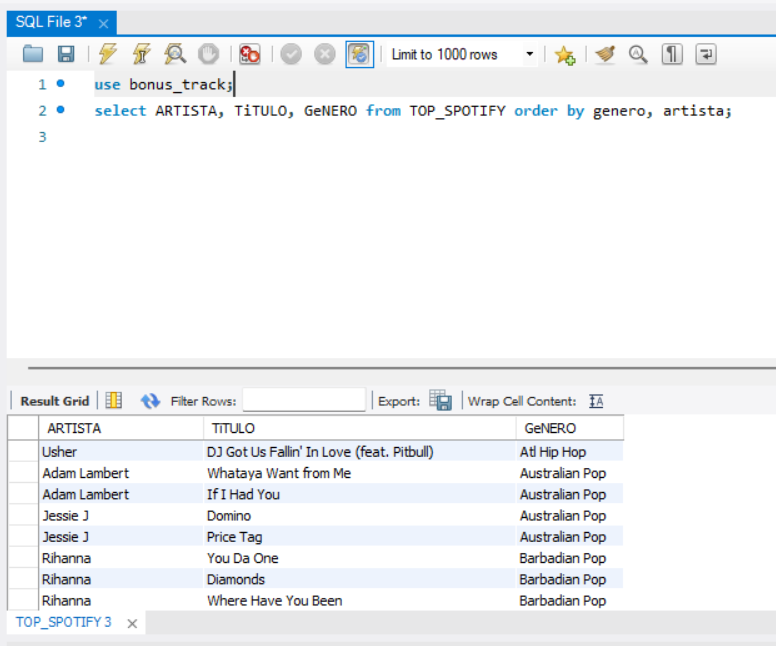 SQL File 3*
Limit to 1000 rows
1 use bonus_track;
2 select ARTISTA, TiTULO, GeNERO from TOP_SPOTIFY order by genero, artista;
3
Result Grid Filter Rows: Export: Wrap Cell Content:
ARTISTA TiTULO GeNERO
Usher DJ Got Us Fallin' In Love (feat. Pitbull) Atl Hip Hop
Adam Lambert Whataya Want from Me Australian Pop
Adam Lambert If I Had You Australian Pop
Jessie J Domino Australian Pop
Jessie J Price Tag Australian Pop
Rihanna You Da One Barbadian Pop
Rihanna Diamonds Barbadian Pop
Rihanna Where Have You Been Barbadian Pop
TOP_SPOTIFY 3